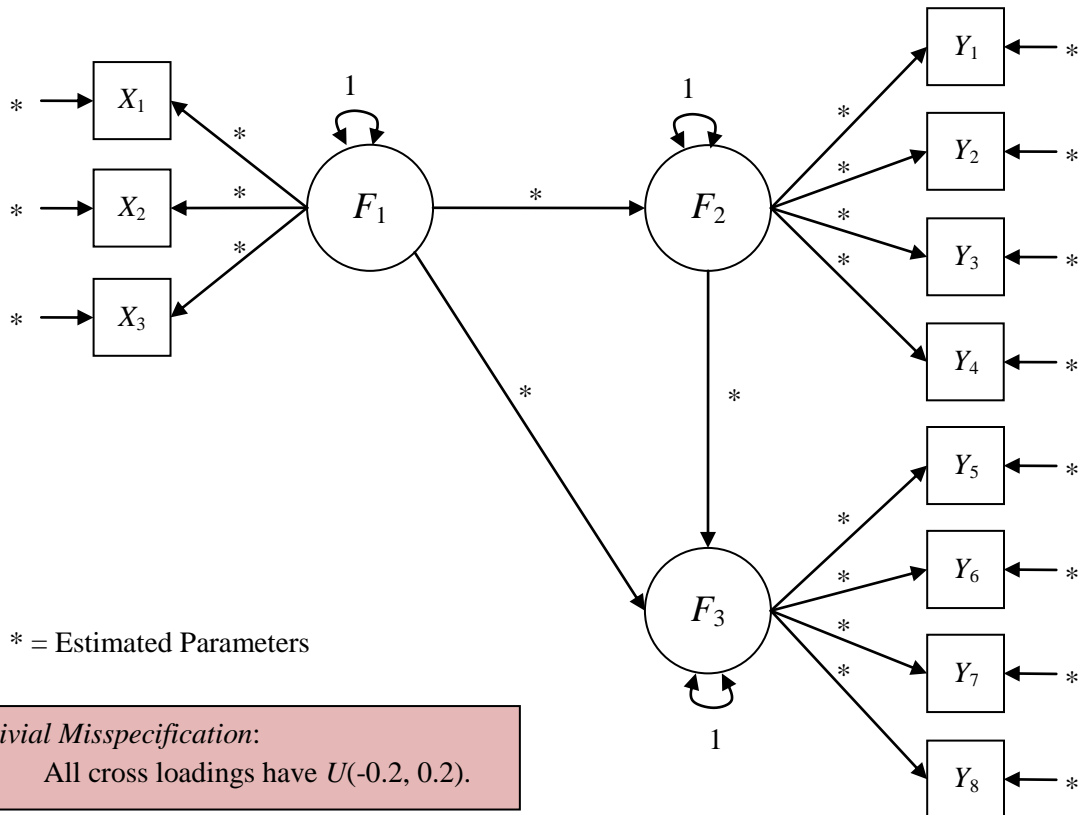 Y1
*
1
1
X1
*
*
*
*
Y2
*
*
X2
*
*
F1
*
F2
*
Y3
*
*
X3
*
*
Y4
*
*
*
Y5
*
*
Y6
*
*
F3
* = Estimated Parameters
*
Y7
*
*
1
Misspecification:
All cross loadings have U(-0.2, 0.2).
Y8
*